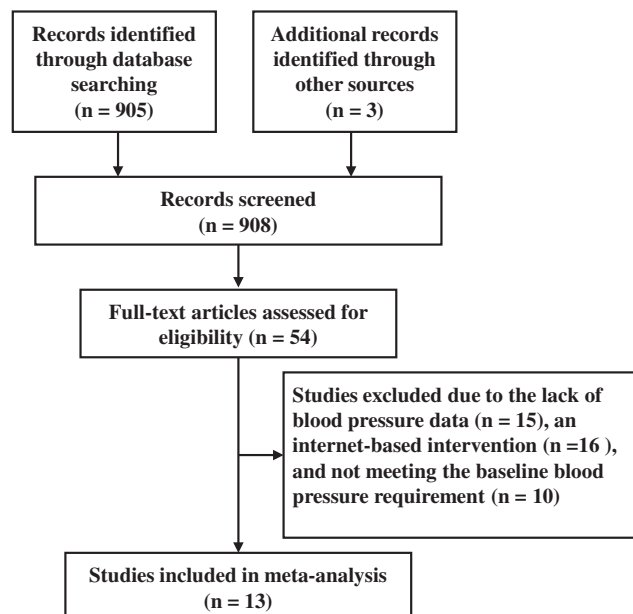 Records identified
through database
searching
(n = 905)
Additional records
identified through
other sources
(n = 3)
Records screened
(n = 908)
Full-text articles assessed for
eligibility (n = 54)
Studies excluded due to the lack of
blood pressure data (n = 15), an
internet-based intervention (n =16 ),
and not meeting the baseline blood
pressure requirement (n = 10)
Studies included in meta-analysis
(n = 13)